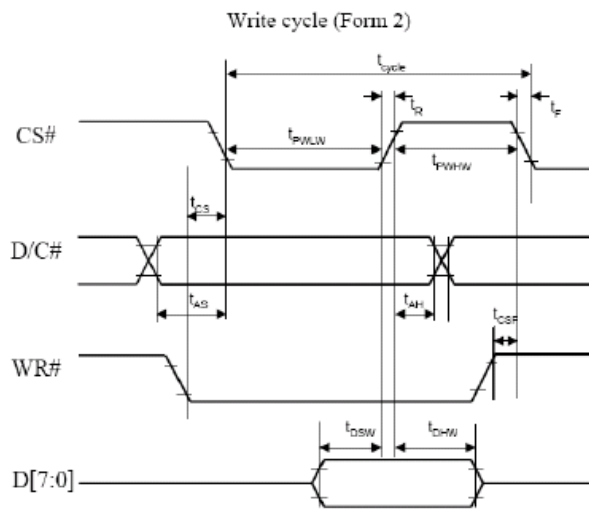 Write cycle (Form 2)
tcycle
tR
tF
CS#
tPWLW
tPWHW
tCS
D/C#
tAS
tAH
tCSF
WR#
tDSW
tDHW
D[7:0]